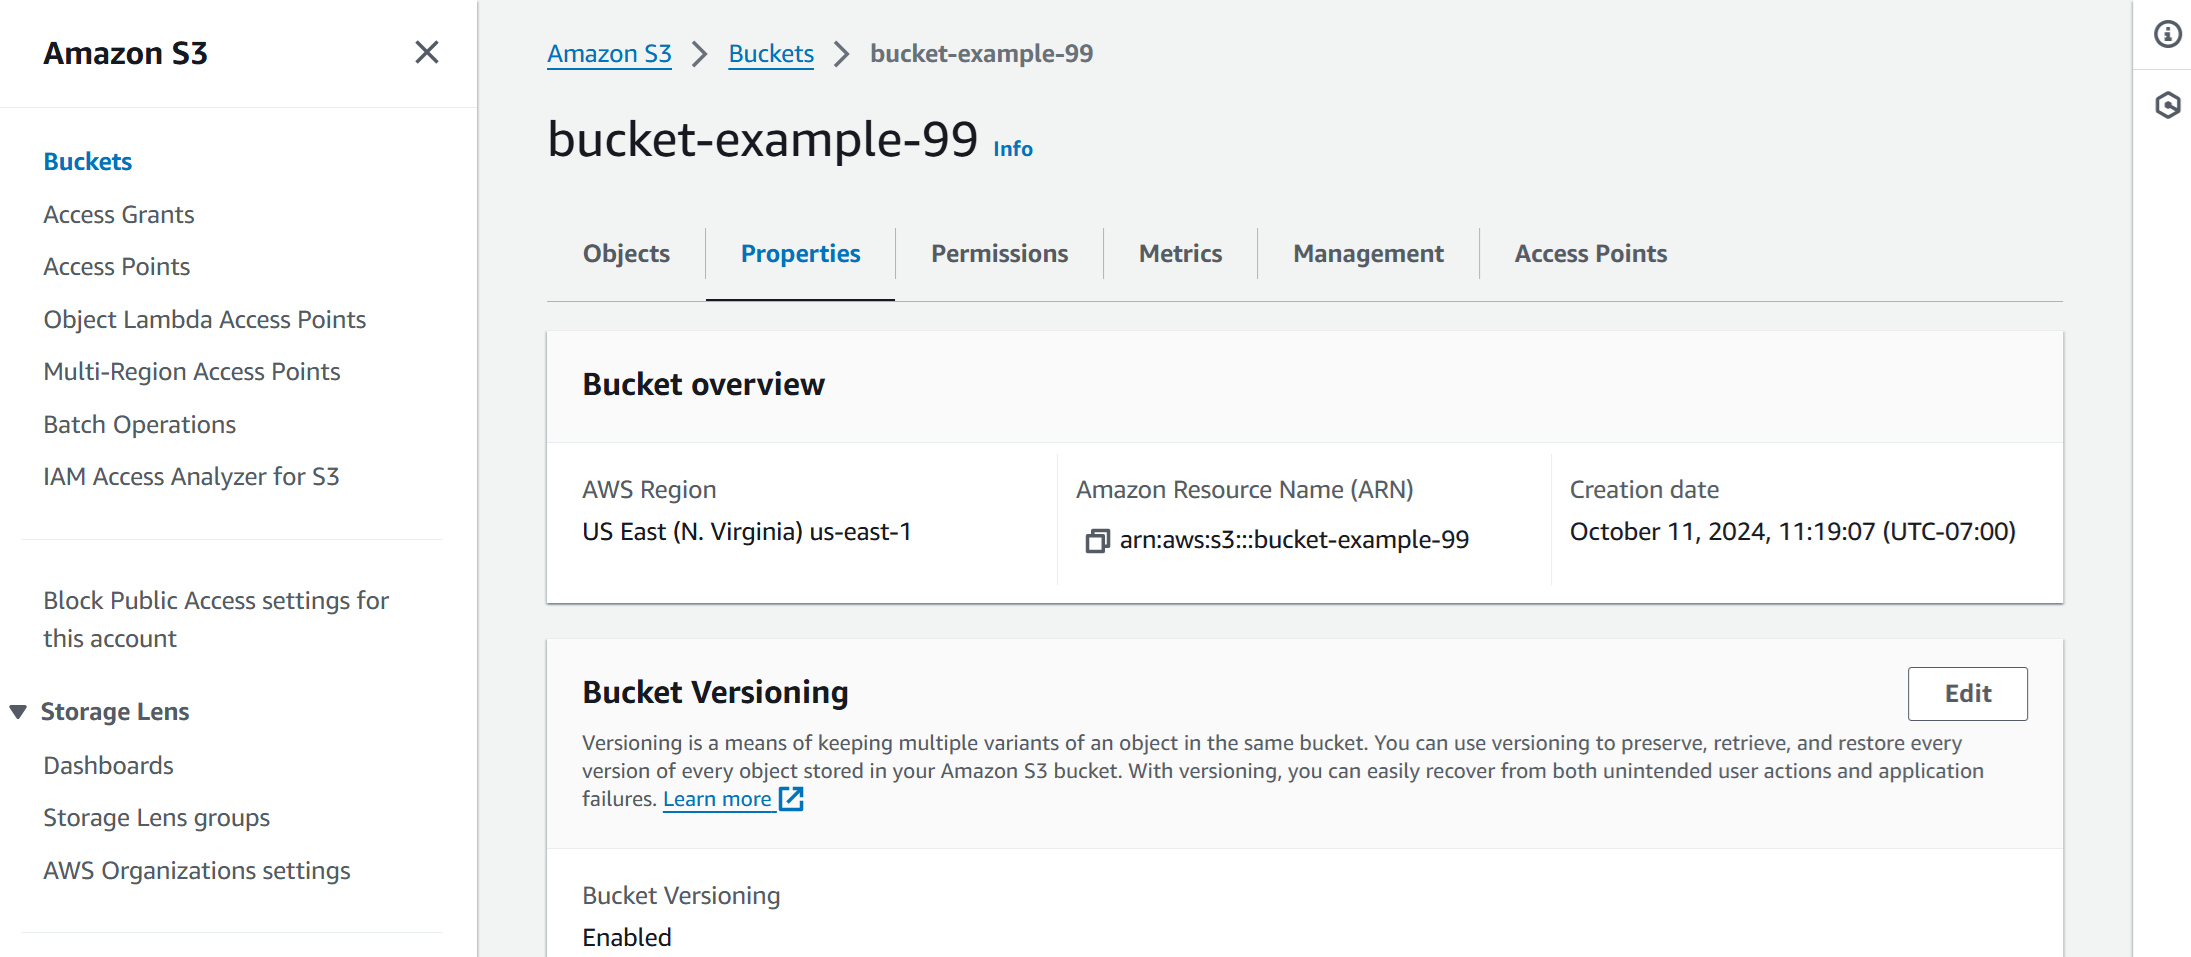 Amazon S3
Buckets
Access Grants
Access Points
Object Lambda Access Points
Multi-Region Access Points
Batch Operations
IAM Access Analyzer for S3
Block Public Access settings for
this account
Storage Lens
Dashboards
Storage Lens groups
AWS Organizations settings
Amazon S3 > Buckets > bucket-example-99
bucket-example-99 Info
Objects Properties Permissions Metrics Management Access Points
Bucket overview
AWS Region
US East (N. Virginia) us-east-1
Amazon Resource Name (ARN)
arn:aws:s3:::bucket-example-99
Creation date
October 11, 2024, 11:19:07 (UTC-07:00)
Bucket Versioning
Edit
Versioning is a means of keeping multiple variants of an object in the same bucket. You can use versioning to preserve, retrieve, and restore every
version of every object stored in your Amazon S3 bucket. With versioning, you can easily recover from both unintended user actions and application
failures. Learn more
Bucket Versioning
Enabled